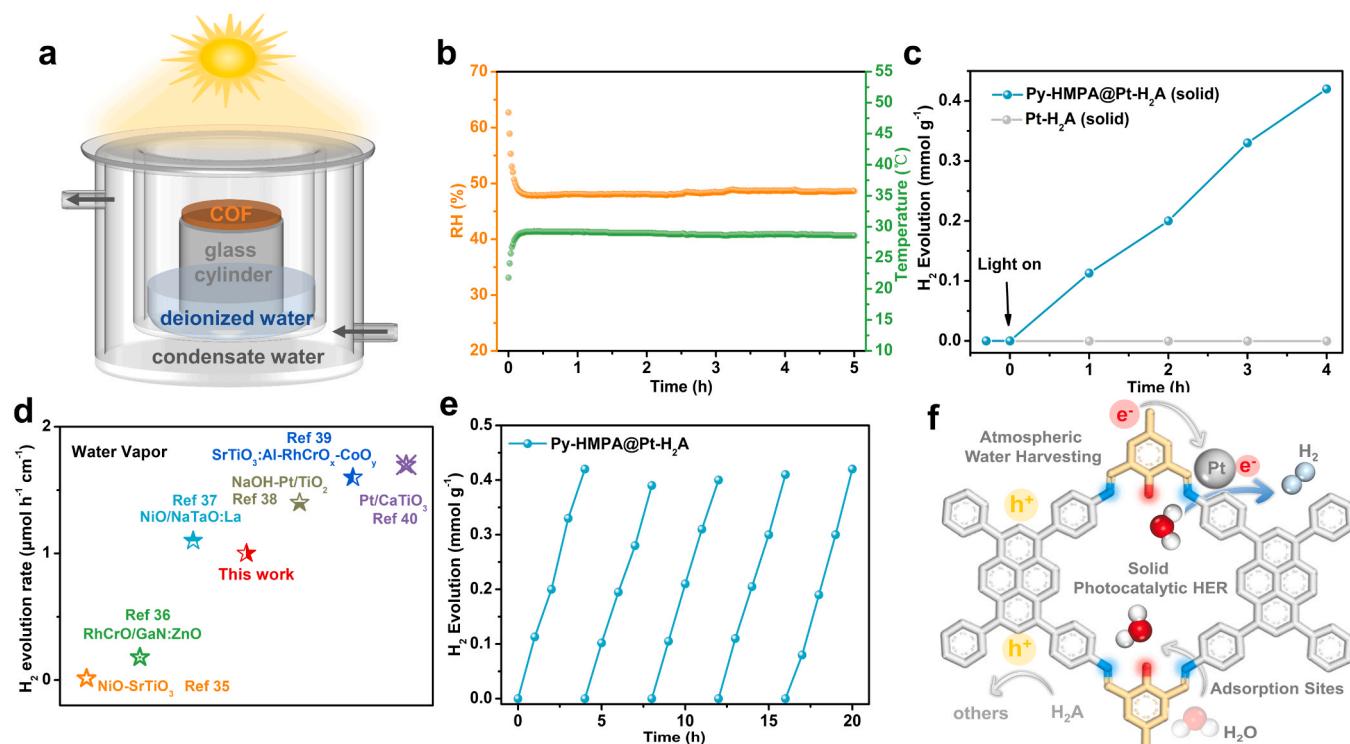 a
COF
glass
cylinder
deionized water
condensate water
b
70
60
50
40
30
20
RH (%)
55
50
45
40
35
30
25
20
15
10
Temperature (℃)
0
1
2
3
4
5
Time (h)
c
Py-HMPA@Pt-H₂A (solid)
Pt-H₂A (solid)
Light on
0.4
0.3
0.2
0.1
0.0
H₂ Evolution (mmol g⁻¹)
0
1
2
3
4
Time (h)
d
Water Vapor
Ref 39
SrTiO₃:Al-RhCrOₓ-CoOᵧ
NaOH-Pt/TiO₂
Ref 38
Ref 37
NiO/NaTaO:La
Pt/CaTiO₃
Ref 40
This work
Ref 36
RhCrO/GaN:ZnO
NiO-SrTiO₃ Ref 35
2
1
0
H₂ evolution rate (μmol h⁻¹ cm⁻¹)
e
Py-HMPA@Pt-H₂A
0.5
0.4
0.3
0.2
0.1
0.0
H₂ Evolution (mmol g⁻¹)
0
4
8
12
16
20
Time (h)
f
e⁻
Atmospheric
Water Harvesting
Pt
e⁻
H₂
h⁺
Solid
Photocatalytic HER
h⁺
Adsorption Sites
others
H₂A
H₂O